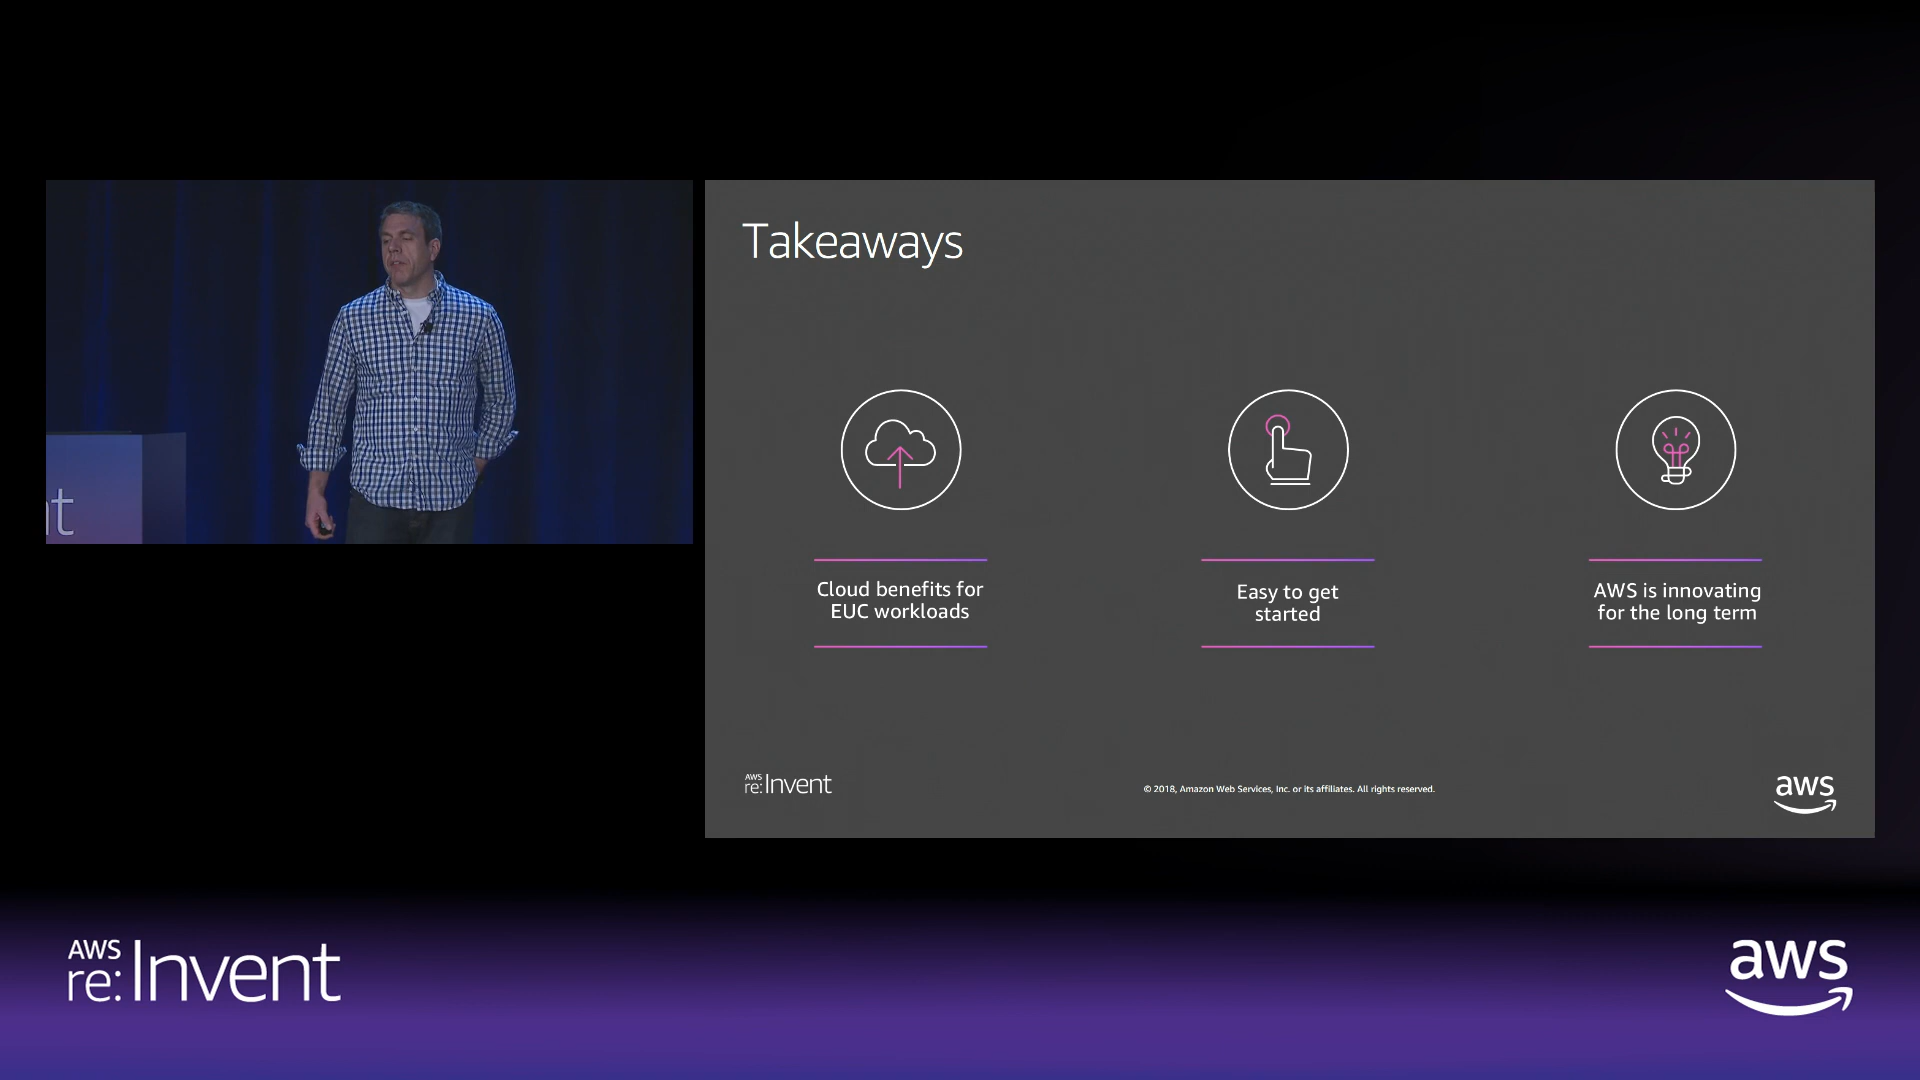 Takeaways
Cloud benefits for
EUC workloads
Easy to get
started
AWS is innovating
for the long term
AWS
re:Invent
© 2018, Amazon Web Services, Inc. or its affiliates. All rights reserved.
aws
nt
AWS
re:Invent
aws